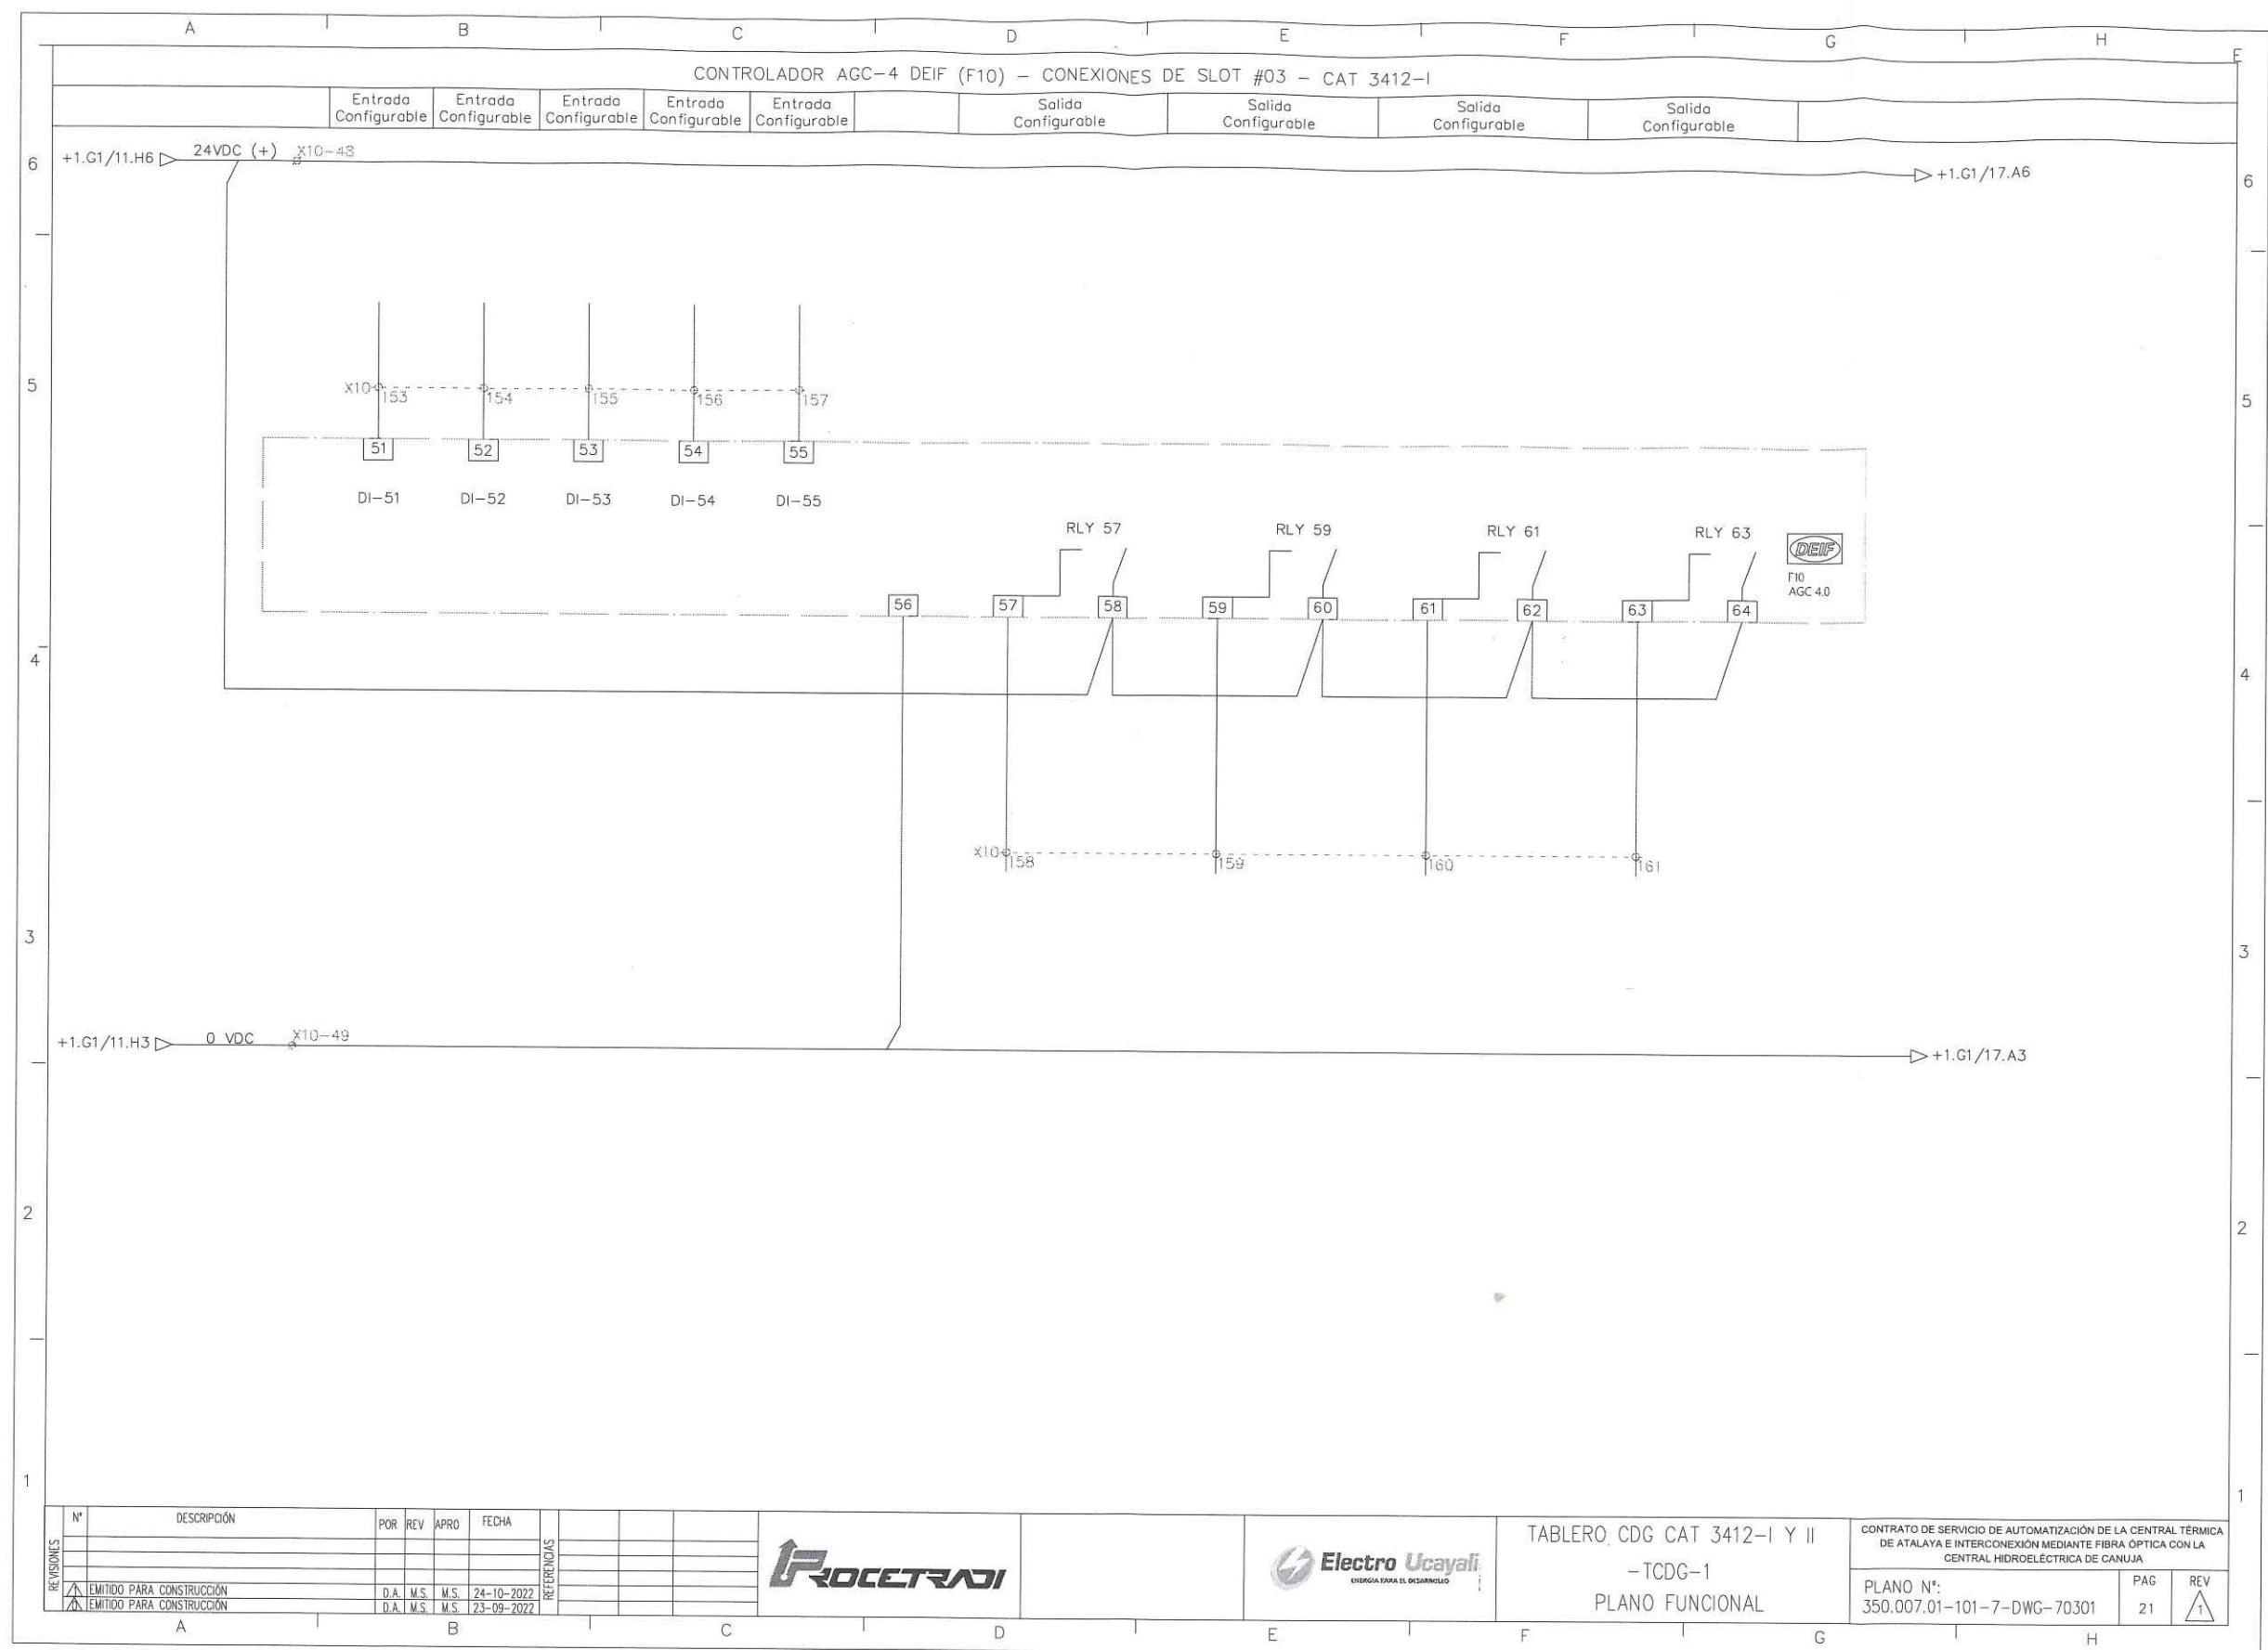 A B C D E F G H
CONTROLADOR AGC-4 DEIF (F10) - CONEXIONES DE SLOT #03 - CAT 3412-I
Entrada Configurable
Entrada Configurable
Entrada Configurable
Entrada Configurable
Entrada Configurable
Salida Configurable
Salida Configurable
Salida Configurable
Salida Configurable
6 6
+1.G1/11.H6 24VDC (+) X10-48 +1.G1/17.A6
5 5
X10 153 154 155 156 157
51 52 53 54 55
DI-51 DI-52 DI-53 DI-54 DI-55
RLY 57 RLY 59 RLY 61 RLY 63
DEIF
F10
AGC 4.0
56 57 58 59 60 61 62 63 64
4 4
X10 158 159 160 161
3 3
+1.G1/11.H3 0 VDC X10-49 +1.G1/17.A3
2 2
1 1
REVISIONES
N° DESCRIPCIÓN POR REV APRO FECHA
1 EMITIDO PARA CONSTRUCCIÓN D.A. M.S. M.S. 24-10-2022
EMITIDO PARA CONSTRUCCIÓN D.A. M.S. M.S. 23-09-2022
REFERENCIAS
PROCETRADI
Electro Ucayali
ENERGÍA PARA EL DESARROLLO
TABLERO CDG CAT 3412-I Y II
-TCDG-1
PLANO FUNCIONAL
CONTRATO DE SERVICIO DE AUTOMATIZACIÓN DE LA CENTRAL TÉRMICA
DE ATALAYA E INTERCONEXIÓN MEDIANTE FIBRA ÓPTICA CON LA
CENTRAL HIDROELÉCTRICA DE CANUJA
PLANO N°:
350.007.01-101-7-DWG-70301
PAG
21
REV
1
A B C D E F G H